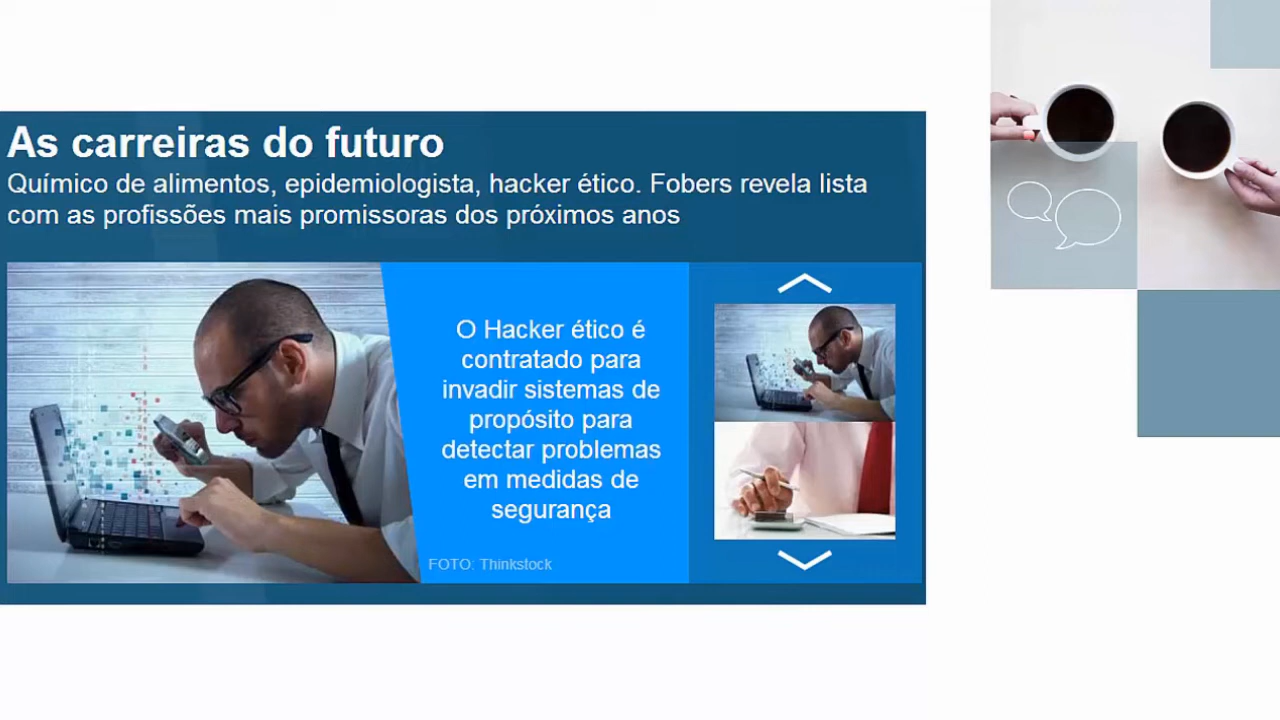 As carreiras do futuro
Químico de alimentos, epidemiologista, hacker ético. Fobers revela lista
com as profissões mais promissoras dos próximos anos
O Hacker ético é
contratado para
invadir sistemas de
propósito para
detectar problemas
em medidas de
segurança
FOTO: Thinkstock